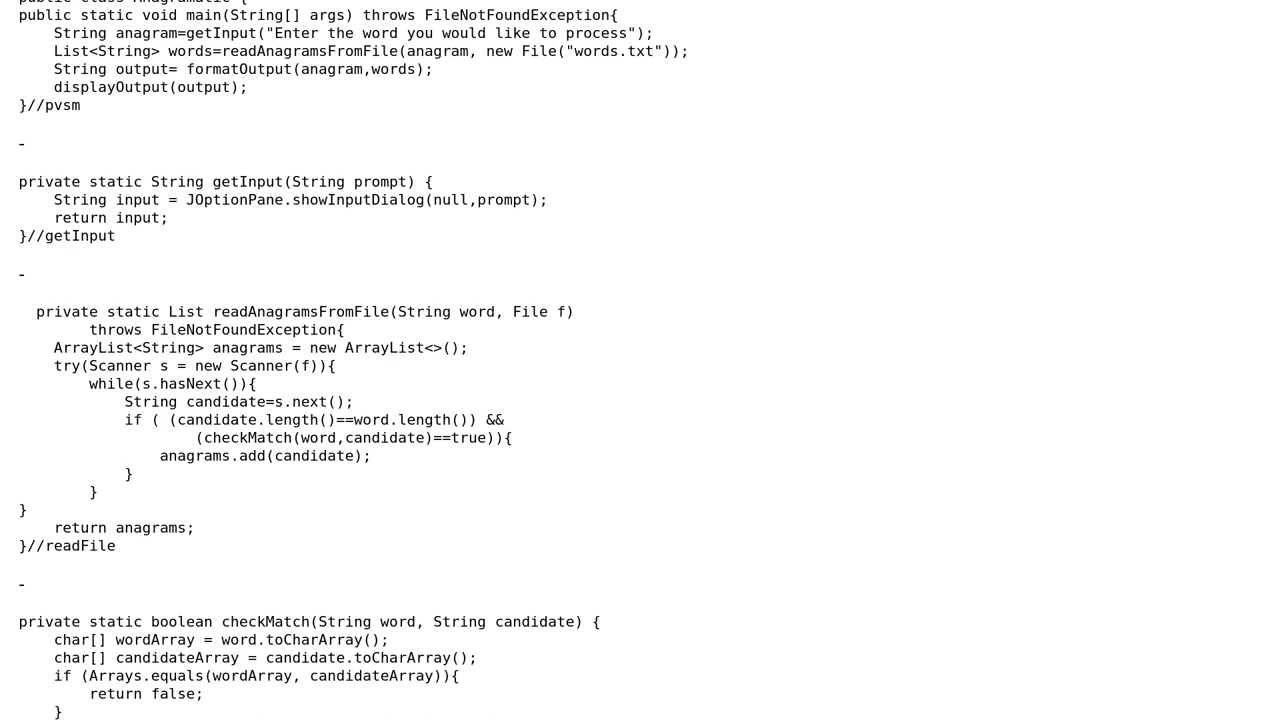 public class Anagramatic {
public static void main(String[] args) throws FileNotFoundException{
    String anagram=getInput("Enter the word you would like to process");
    List<String> words=readAnagramsFromFile(anagram, new File("words.txt"));
    String output= formatOutput(anagram,words);
    displayOutput(output);
}//pvsm
-
private static String getInput(String prompt) {
    String input = JOptionPane.showInputDialog(null,prompt);
    return input;
}//getInput
-
  private static List readAnagramsFromFile(String word, File f)
        throws FileNotFoundException{
    ArrayList<String> anagrams = new ArrayList<>();
    try(Scanner s = new Scanner(f)){
        while(s.hasNext()){
            String candidate=s.next();
            if ( (candidate.length()==word.length()) &&
                    (checkMatch(word,candidate)==true)){
                anagrams.add(candidate);
            }
        }
}
    return anagrams;
}//readFile
-
private static boolean checkMatch(String word, String candidate) {
    char[] wordArray = word.toCharArray();
    char[] candidateArray = candidate.toCharArray();
    if (Arrays.equals(wordArray, candidateArray)){
        return false;
    }